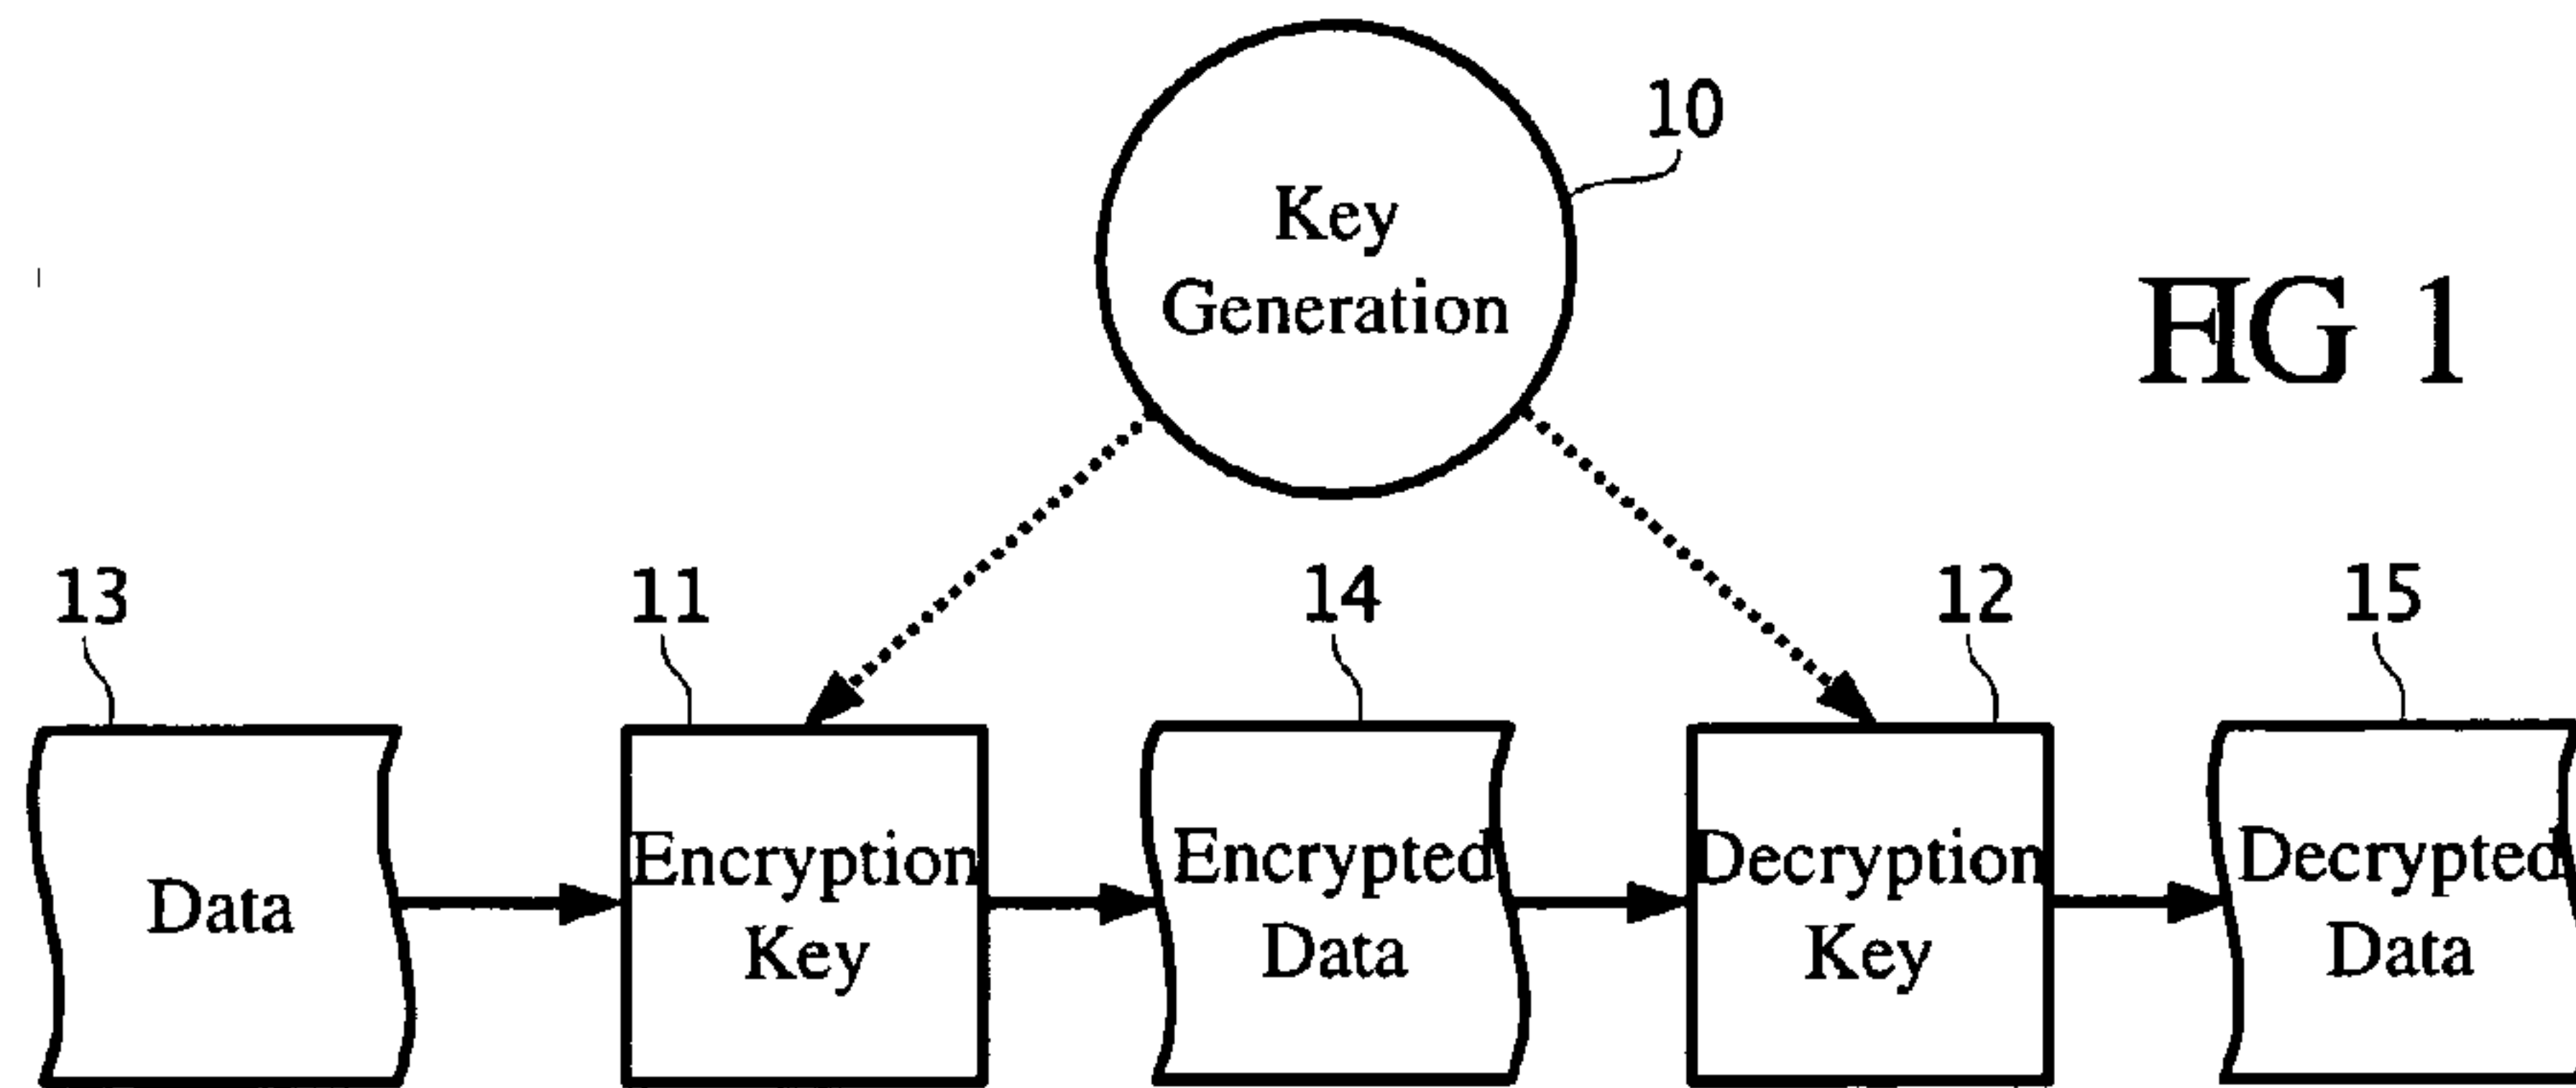 10
Key
Generation
FIG 1
13
11
14
12
15
Data
Encryption
Key
Encrypted
Data
Decryption
Key
Decrypted
Data